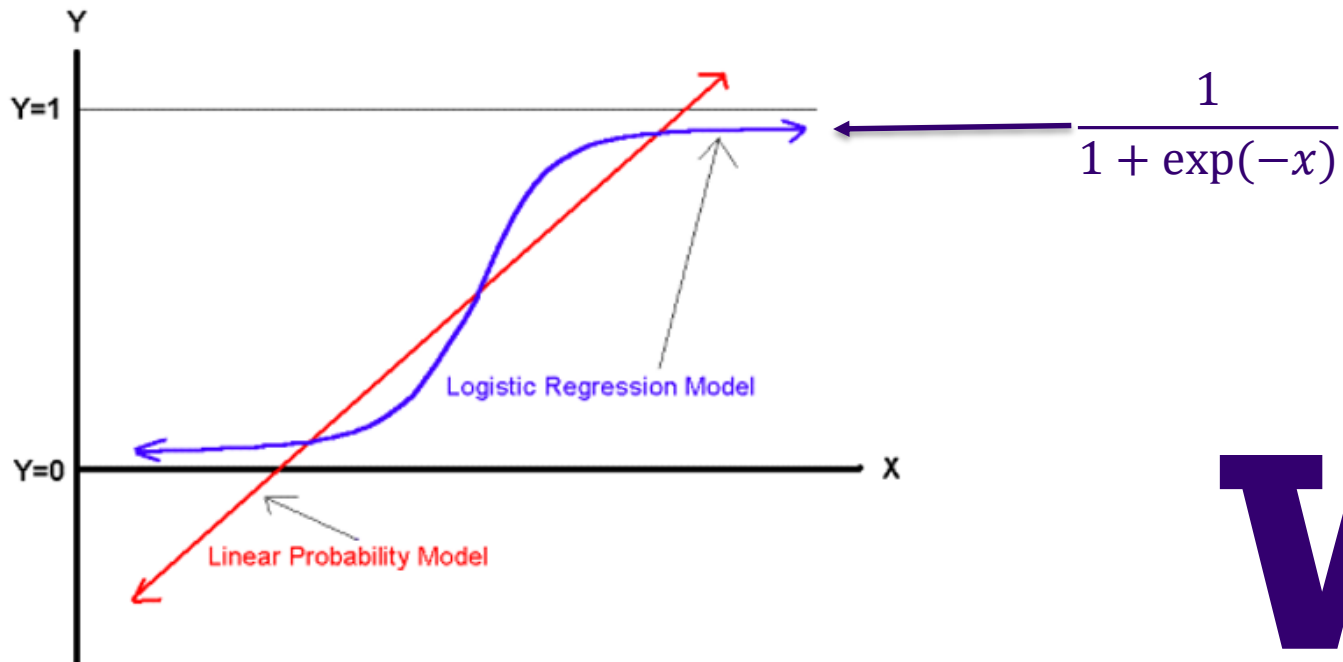 Y
Y=1
1
1 + exp(−x)
Logistic Regression Model
Y=0
X
Linear Probability Model
W